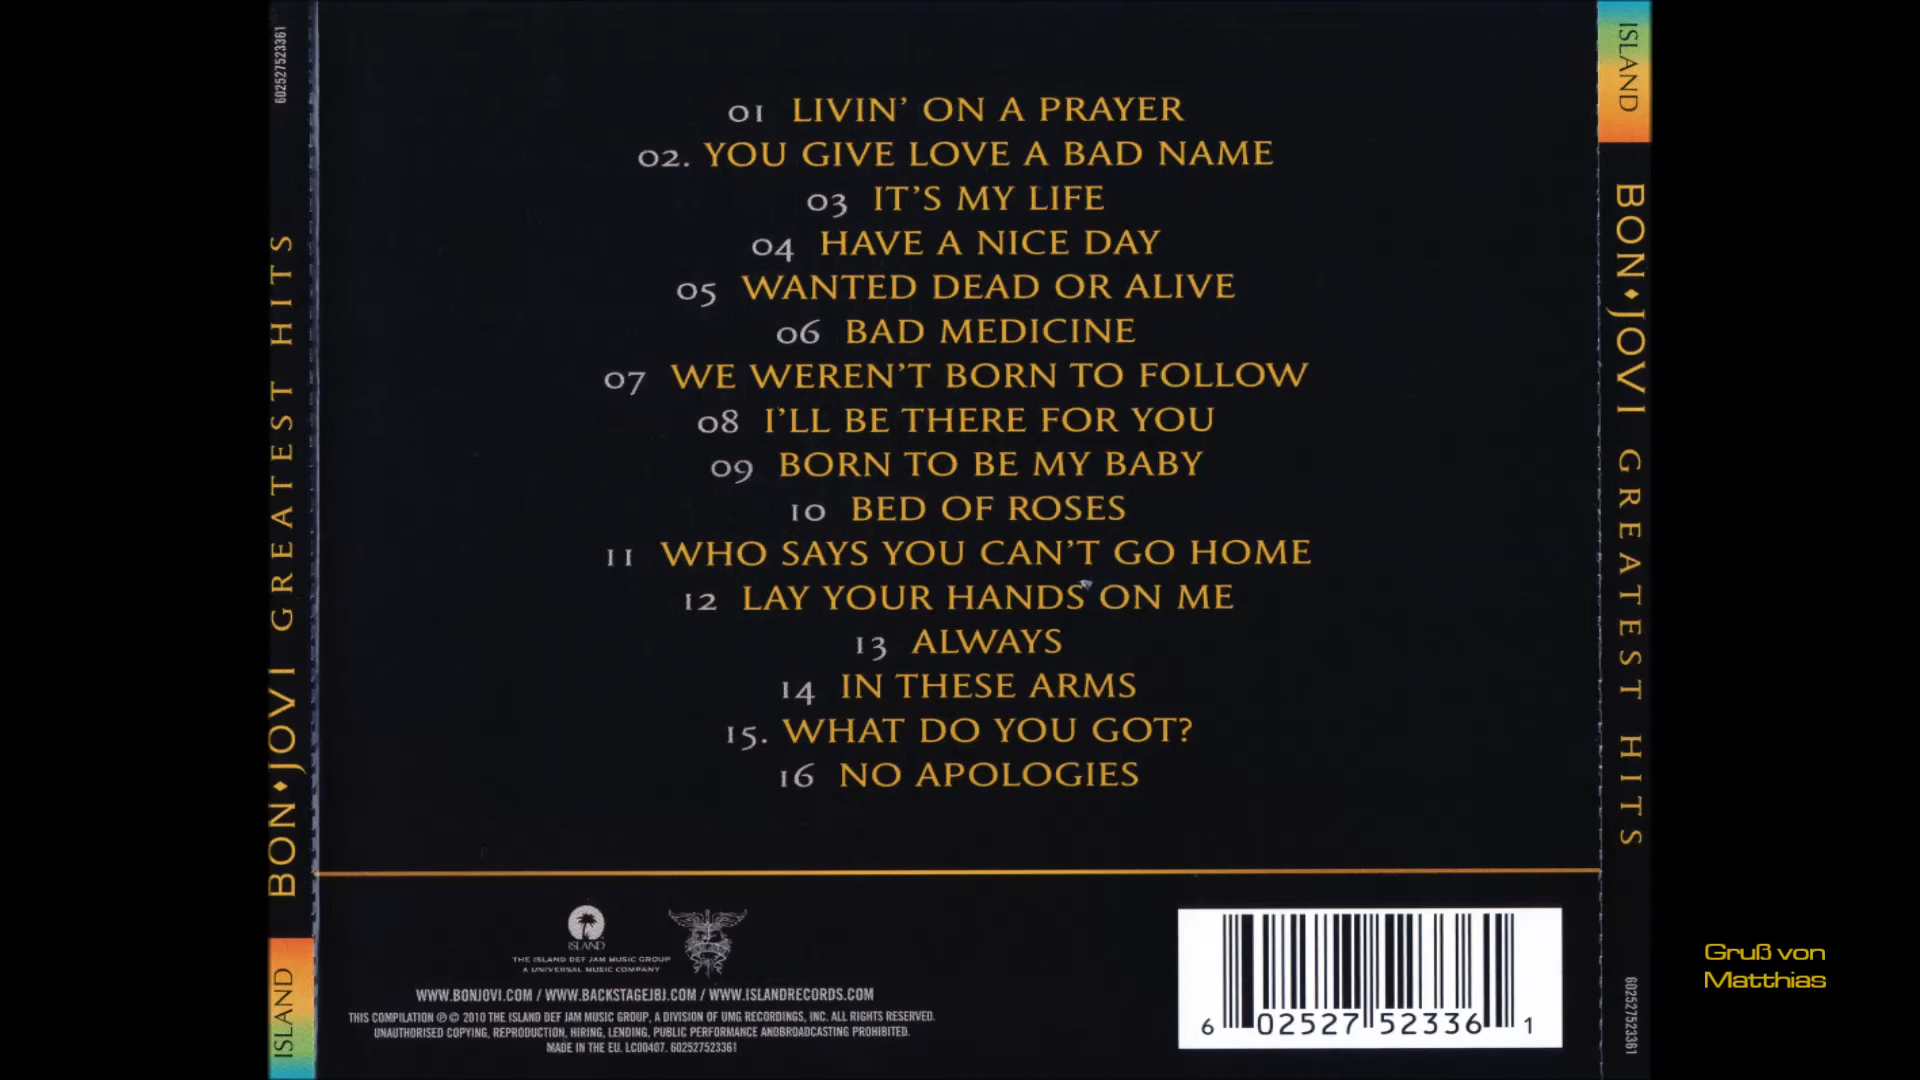 602527523361
BON•JOVI GREATEST HITS
ISLAND
01 LIVIN' ON A PRAYER
02. YOU GIVE LOVE A BAD NAME
03 IT'S MY LIFE
04 HAVE A NICE DAY
05 WANTED DEAD OR ALIVE
06 BAD MEDICINE
07 WE WEREN'T BORN TO FOLLOW
08 I'LL BE THERE FOR YOU
09 BORN TO BE MY BABY
10 BED OF ROSES
11 WHO SAYS YOU CAN'T GO HOME
12 LAY YOUR HANDS ON ME
13 ALWAYS
14 IN THESE ARMS
15. WHAT DO YOU GOT?
16 NO APOLOGIES
ISLAND
THE ISLAND DEF JAM MUSIC GROUP
A UNIVERSAL MUSIC COMPANY
WWW.BONJOVI.COM / WWW.BACKSTAGEJBJ.COM / WWW.ISLANDRECORDS.COM
THIS COMPILATION ℗ © 2010 THE ISLAND DEF JAM MUSIC GROUP, A DIVISION OF UMG RECORDINGS, INC. ALL RIGHTS RESERVED.
UNAUTHORISED COPYING, REPRODUCTION, HIRING, LENDING, PUBLIC PERFORMANCE ANDBROADCASTING PROHIBITED.
MADE IN THE EU. LC00407. 602527523361
6 02527 52336 1
ISLAND
BON•JOVI GREATEST HITS
602527523361
Gruß von
Matthias